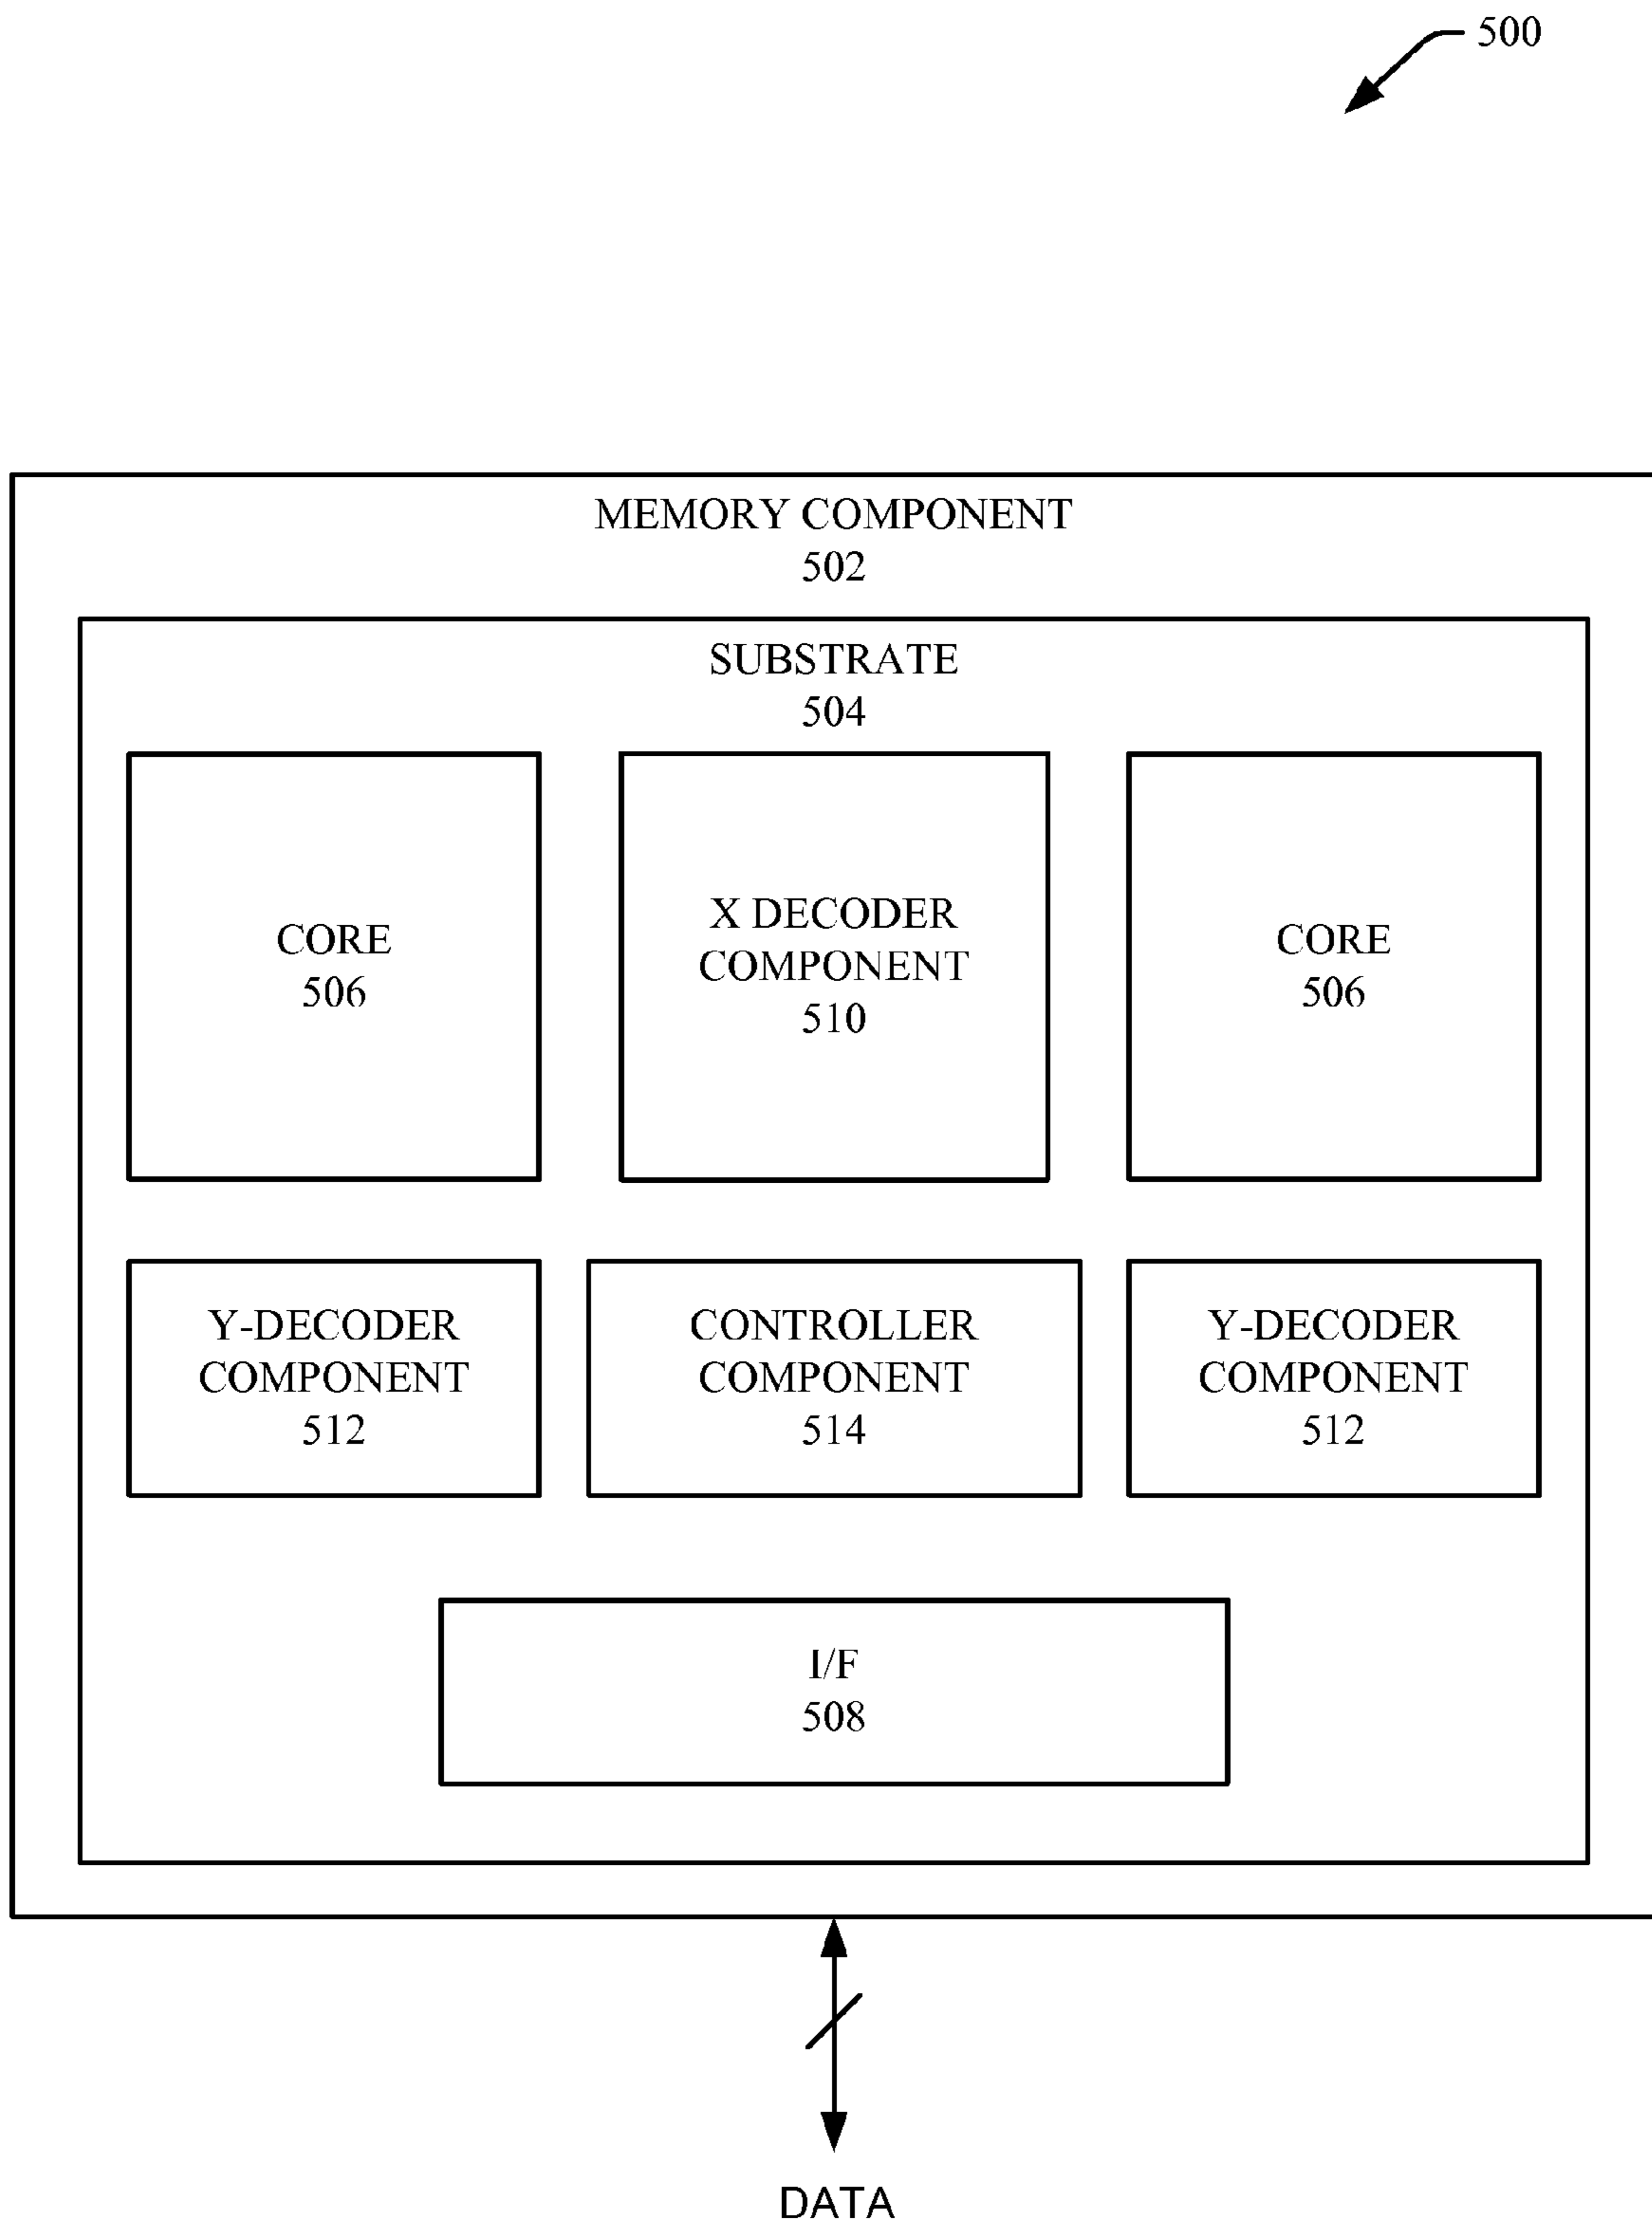 500
MEMORY COMPONENT
502
SUBSTRATE
504
CORE
506
X DECODER
COMPONENT
510
CORE
506
Y-DECODER
COMPONENT
512
CONTROLLER
COMPONENT
514
Y-DECODER
COMPONENT
512
I/F
508
DATA